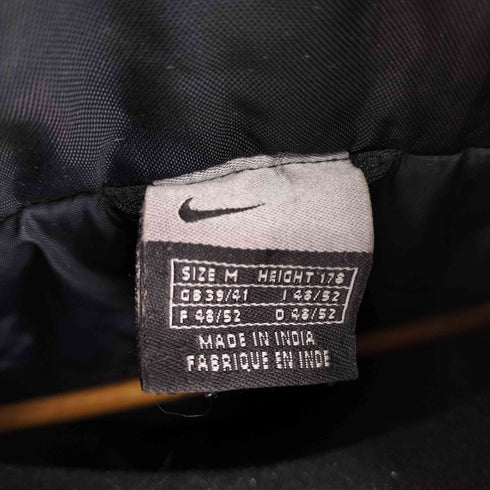 SIZE M HEIGHT 178
GB 39/41 I 48/52
F 48/52 D 48/52
MADE IN INDIA
FABRIQUE EN INDE